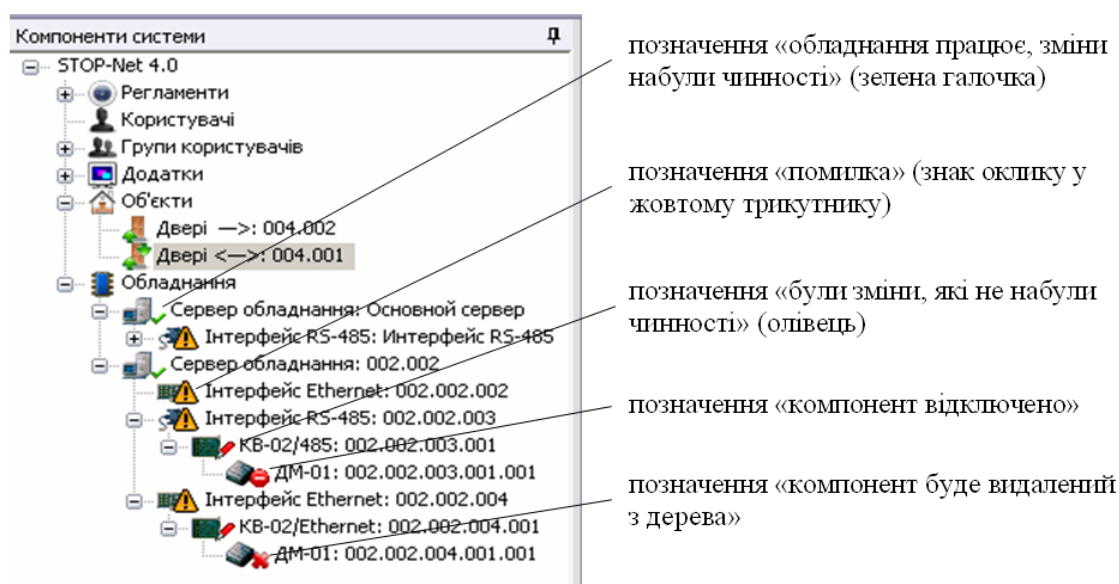 Компоненти системи
STOP-Net 4.0
Регламенти
Користувачі
Групи користувачів
Додатки
Об'єкти
Двері —>: 004.002
Двері <—>: 004.001
Обладнання
Сервер обладнання: Основной сервер
Інтерфейс RS-485: Интерфейс RS-485
Сервер обладнання: 002.002
Інтерфейс Ethernet: 002.002.002
Інтерфейс RS-485: 002.002.003
КВ-02/485: 002.002.003.001
ДМ-01: 002.002.003.001.001
Інтерфейс Ethernet: 002.002.004
КВ-02/Ethernet: 002.002.004.001
ДМ-01: 002.002.004.001.001
позначення «обладнання працює, зміни
набули чинності» (зелена галочка)
позначення «помилка» (знак оклику у
жовтому трикутнику)
позначення «були зміни, які не набули
чинності» (олівець)
позначення «компонент відключено»
позначення «компонент буде видалений
з дерева»